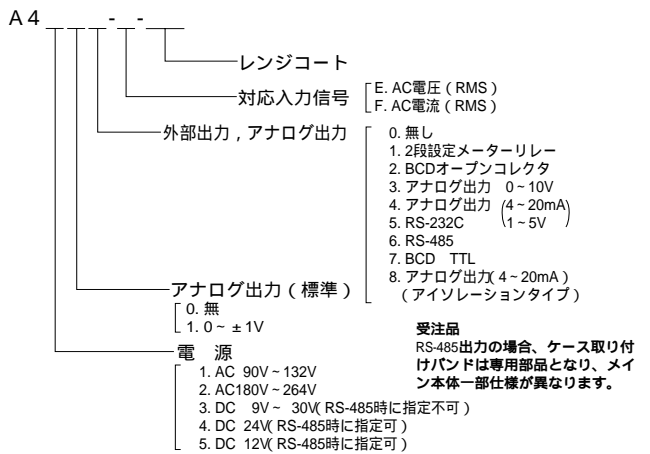 A4 _ _ _ - _ - _
レンジコート
対応入力信号
E. AC電圧(RMS)
F. AC電流(RMS)
外部出力,アナログ出力
0. 無し
1. 2段設定メーターリレー
2. BCDオープンコレクタ
3. アナログ出力 0~10V
4. アナログ出力 (4~20mA)
5. RS-232C (1~5V)
6. RS-485
7. BCD TTL
8. アナログ出力(4~20mA)
(アイソレーションタイプ)
アナログ出力(標準)
0. 無
1. 0~±1V
受注品
RS-485出力の場合、ケース取り付
けバンドは専用部品となり、メイ
ン本体一部仕様が異なります。
電 源
1. AC 90V~132V
2. AC180V~264V
3. DC 9V~ 30V(RS-485時に指定不可)
4. DC 24V(RS-485時に指定可)
5. DC 12V(RS-485時に指定可)